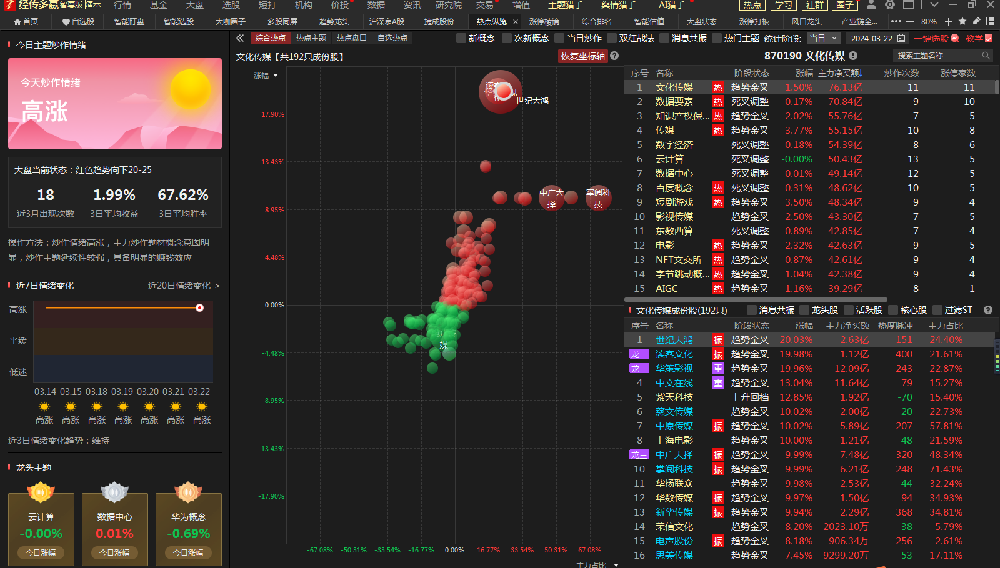 经传多赢 智尊版 演示 行情 基金 大盘 选股 短打 机构 价投 数据 资讯 研究院 交易 增值 主题猎手 舆情猎手 AI猎手 热点 学习 社群 圈子
首页 自选股 智能盯盘 智能选股 大咖圈子 多股同屏 趋势龙头 沪深京A股 捷成股份 热点纵览 × 涨停棱镜 综合排名 智能估值 大盘状态 涨停打板 风口龙头 产业链全... ••• 80%
今日主题炒作情绪
今天炒作情绪
高涨
大盘当前状态：红色趋势向下20-25
18 1.99% 67.62%
近3月出现次数 3日平均收益 3日平均胜率
操作方法：炒作情绪高涨，主力炒作题材概念意图明
显，炒作主题延续性较强，具备明显的赚钱效应
近7日情绪变化 近20日情绪变化->
高涨
平缓
低迷
03.14 03.15 03.18 03.19 03.20 03.21 03.22
高涨 高涨 高涨 高涨 高涨 高涨 高涨
近3日情绪变化趋势：维持
龙头主题
云计算 数据中心 华为概念
-0.00% 0.01% -0.69%
今日涨幅 今日涨幅 今日涨幅
综合热点 热点主题 热点盘口 自选热点 新概念 次新概念 当日炒作 双红战法 消息共振 热门主题 统计阶段: 当日 2024-03-22 一键选股 教学
文化传媒【共192只成份股】 恢复坐标轴 ?
涨幅
17.90%
13.43%
8.95%
4.48%
0.00%
-4.48%
-8.95%
-13.43%
-17.90%
世纪天鸿
中广天
择
掌阅科
技
媒
-67.08% -50.31% -33.54% -16.77% 0.00% 16.77% 33.54% 50.31% 67.08%
主力占比
870190 文化传媒 搜索主题名称
序号 名称 阶段状态 涨幅 主力净买额↓ 炒作次数 涨停家数
1 文化传媒 热 趋势金叉 1.50% 76.13亿 11 11
2 数据要素 热 死叉调整 0.17% 70.84亿 9 10
3 知识产权保... 热 趋势金叉 2.02% 55.76亿 7 5
4 传媒 热 趋势金叉 3.77% 55.15亿 10 8
5 数字经济 死叉调整 0.18% 54.39亿 8 6
6 云计算 死叉调整 -0.00% 50.43亿 13 5
7 数据中心 死叉调整 0.01% 49.14亿 12 5
8 百度概念 热 死叉调整 0.31% 48.62亿 10 5
9 短剧游戏 热 趋势金叉 3.50% 48.34亿 9 4
10 影视传媒 趋势金叉 2.50% 43.30亿 7 5
11 东数西算 死叉调整 0.89% 42.85亿 7 4
12 电影 热 趋势金叉 2.32% 42.63亿 9 5
13 NFT文交所 热 趋势金叉 0.87% 42.61亿 9 4
14 字节跳动概... 热 趋势金叉 1.04% 42.38亿 9 4
15 AIGC 热 趋势金叉 1.16% 39.29亿 8 1
文化传媒成份股(192只) 消息共振 龙头股 活跃股 核心股 过滤ST ?
序号 名称 阶段状态 涨幅 主力净买额 热度脉冲 主力占比
1 世纪天鸿 振 趋势金叉 20.03% 2.63亿 151 24.40%
龙二 读客文化 振 趋势金叉 19.98% 1.12亿 400 21.61%
龙一 华策影视 重 趋势金叉 19.96% 12.09亿 243 22.87%
4 中文在线 重 趋势金叉 13.04% 11.64亿 79 15.27%
5 紫天科技 上升回档 12.85% 1.92亿 -70 15.40%
6 慈文传媒 趋势金叉 10.02% 2.00亿 -20 22.73%
7 中原传媒 振 趋势金叉 10.02% 5.89亿 207 57.81%
8 上海电影 趋势金叉 10.00% 1.21亿 -48 21.59%
龙三 中广天择 振 趋势金叉 9.99% 7.48亿 320 48.34%
10 掌阅科技 振 趋势金叉 9.99% 6.21亿 248 71.43%
11 华扬联众 趋势金叉 9.98% 2.53亿 -44 32.24%
12 华数传媒 振 趋势金叉 9.97% 1.50亿 94 34.93%
13 新华传媒 振 趋势金叉 9.94% 2.29亿 368 34.81%
14 荣信文化 趋势金叉 8.20% 2023.10万 -38 5.79%
15 电声股份 振 趋势金叉 8.18% 906.34万 256 2.61%
16 思美传媒 趋势金叉 7.45% 9299.20万 -53 17.11%